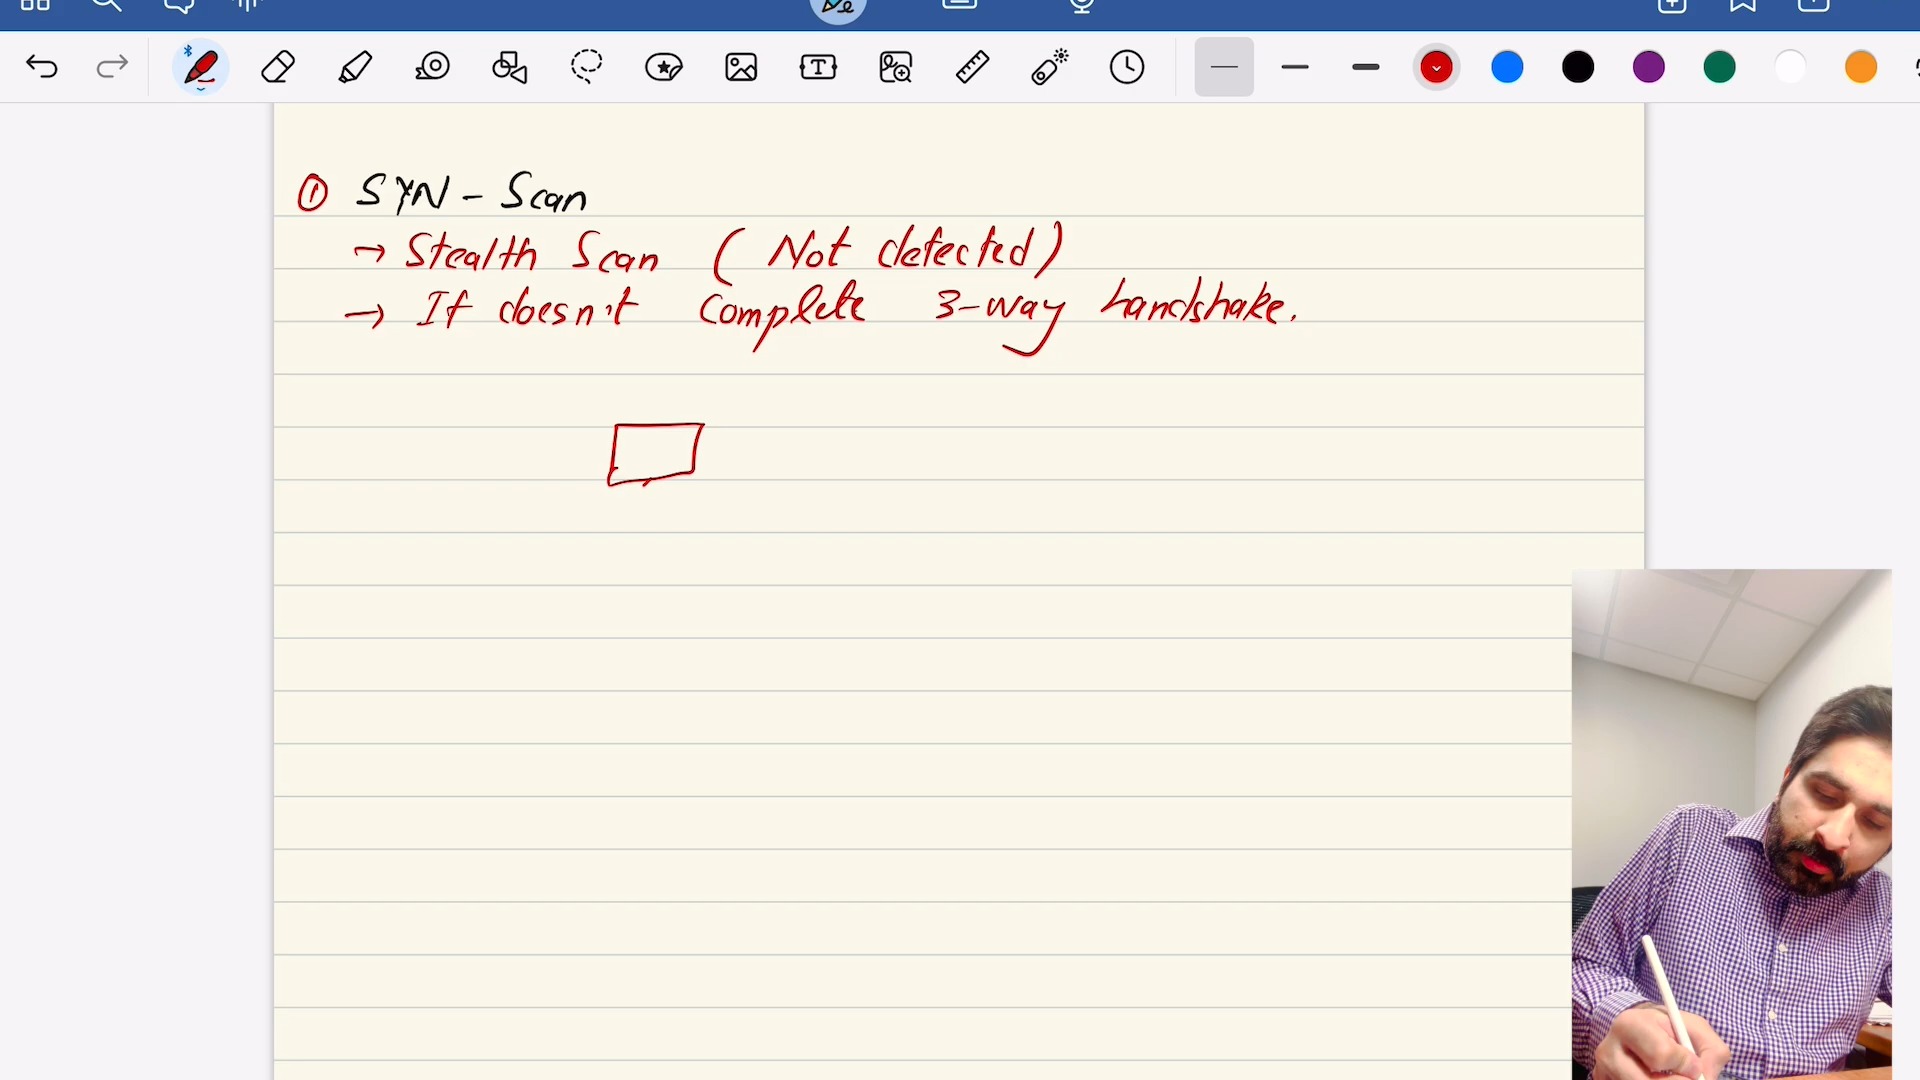 ① SYN - Scan
→ Stealth Scan ( Not detected )
→ It doesn't complete 3-way handshake.